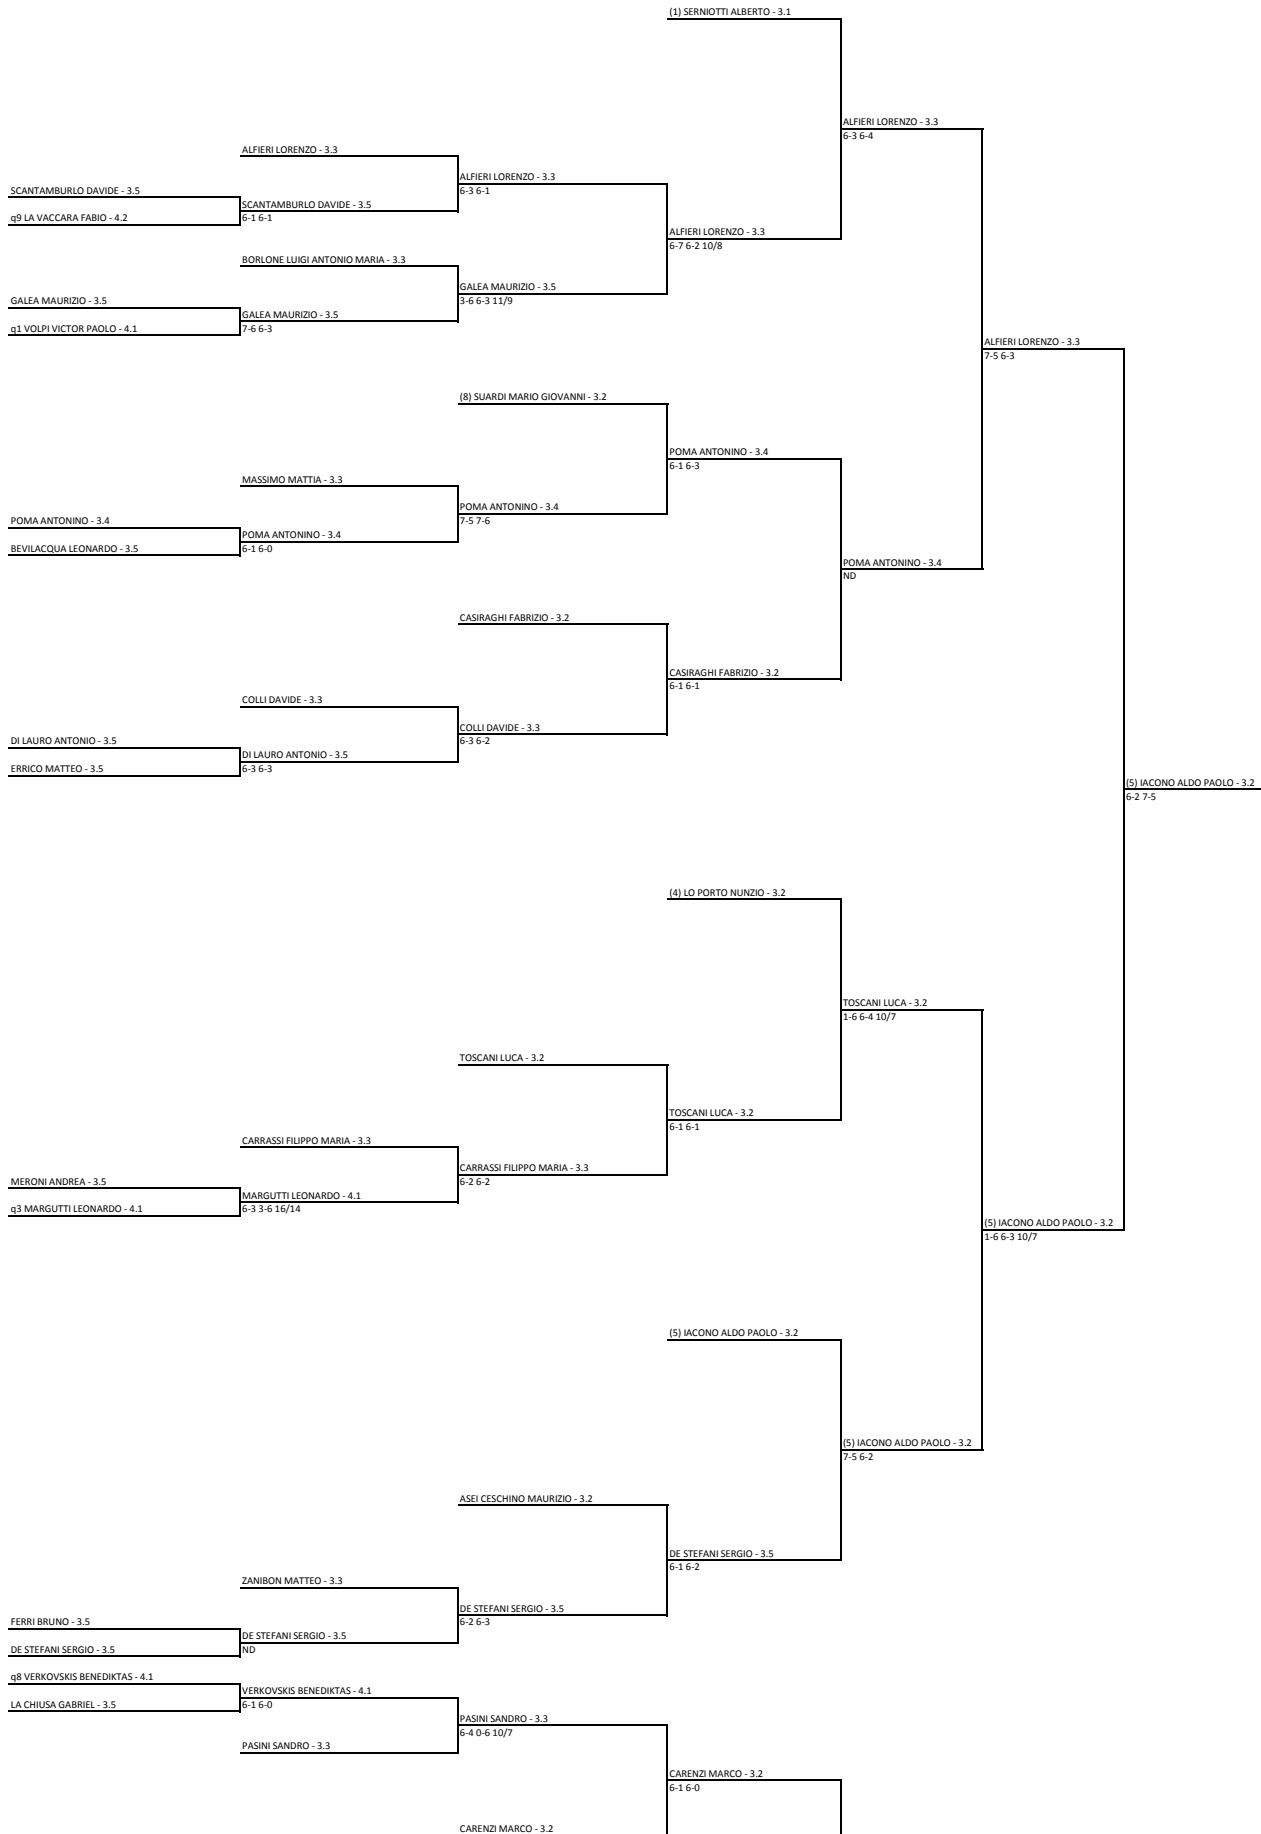 (1) SERNIOTTI ALBERTO - 3.1
ALFIERI LORENZO - 3.3
6-3 6-4
ALFIERI LORENZO - 3.3
ALFIERI LORENZO - 3.3
6-3 6-1
SCANTAMBURLO DAVIDE - 3.5
SCANTAMBURLO DAVIDE - 3.5
6-1 6-1
q9 LA VACCARA FABIO - 4.2
ALFIERI LORENZO - 3.3
6-7 6-2 10/8
BORLONE LUIGI ANTONIO MARIA - 3.3
GALEA MAURIZIO - 3.5
3-6 6-3 11/9
GALEA MAURIZIO - 3.5
GALEA MAURIZIO - 3.5
7-6 6-3
q1 VOLPI VICTOR PAOLO - 4.1
ALFIERI LORENZO - 3.3
7-5 6-3
(8) SUARDI MARIO GIOVANNI - 3.2
POMA ANTONINO - 3.4
6-1 6-3
MASSIMO MATTIA - 3.3
POMA ANTONINO - 3.4
7-5 7-6
POMA ANTONINO - 3.4
POMA ANTONINO - 3.4
6-1 6-0
BEVILACQUA LEONARDO - 3.5
POMA ANTONINO - 3.4
ND
CASIRAGHI FABRIZIO - 3.2
CASIRAGHI FABRIZIO - 3.2
6-1 6-1
COLLI DAVIDE - 3.3
COLLI DAVIDE - 3.3
6-3 6-2
DI LAURO ANTONIO - 3.5
DI LAURO ANTONIO - 3.5
6-3 6-3
ERRICO MATTEO - 3.5
(5) IACONO ALDO PAOLO - 3.2
6-2 7-5
(4) LO PORTO NUNZIO - 3.2
TOSCANI LUCA - 3.2
1-6 6-4 10/7
TOSCANI LUCA - 3.2
TOSCANI LUCA - 3.2
6-1 6-1
CARRASSI FILIPPO MARIA - 3.3
CARRASSI FILIPPO MARIA - 3.3
6-2 6-2
MERONI ANDREA - 3.5
MARGUTTI LEONARDO - 4.1
6-3 3-6 16/14
q3 MARGUTTI LEONARDO - 4.1
(5) IACONO ALDO PAOLO - 3.2
1-6 6-3 10/7
(5) IACONO ALDO PAOLO - 3.2
(5) IACONO ALDO PAOLO - 3.2
7-5 6-2
ASEI CESCHINO MAURIZIO - 3.2
DE STEFANI SERGIO - 3.5
6-1 6-2
ZANIBON MATTEO - 3.3
DE STEFANI SERGIO - 3.5
6-2 6-3
FERRI BRUNO - 3.5
DE STEFANI SERGIO - 3.5
ND
DE STEFANI SERGIO - 3.5
q8 VERKOVSKIS BENEDIKTAS - 4.1
VERKOVSKIS BENEDIKTAS - 4.1
6-1 6-0
LA CHIUSA GABRIEL - 3.5
PASINI SANDRO - 3.3
6-4 0-6 10/7
PASINI SANDRO - 3.3
CARENZI MARCO - 3.2
6-1 6-0
CARENZI MARCO - 3.2